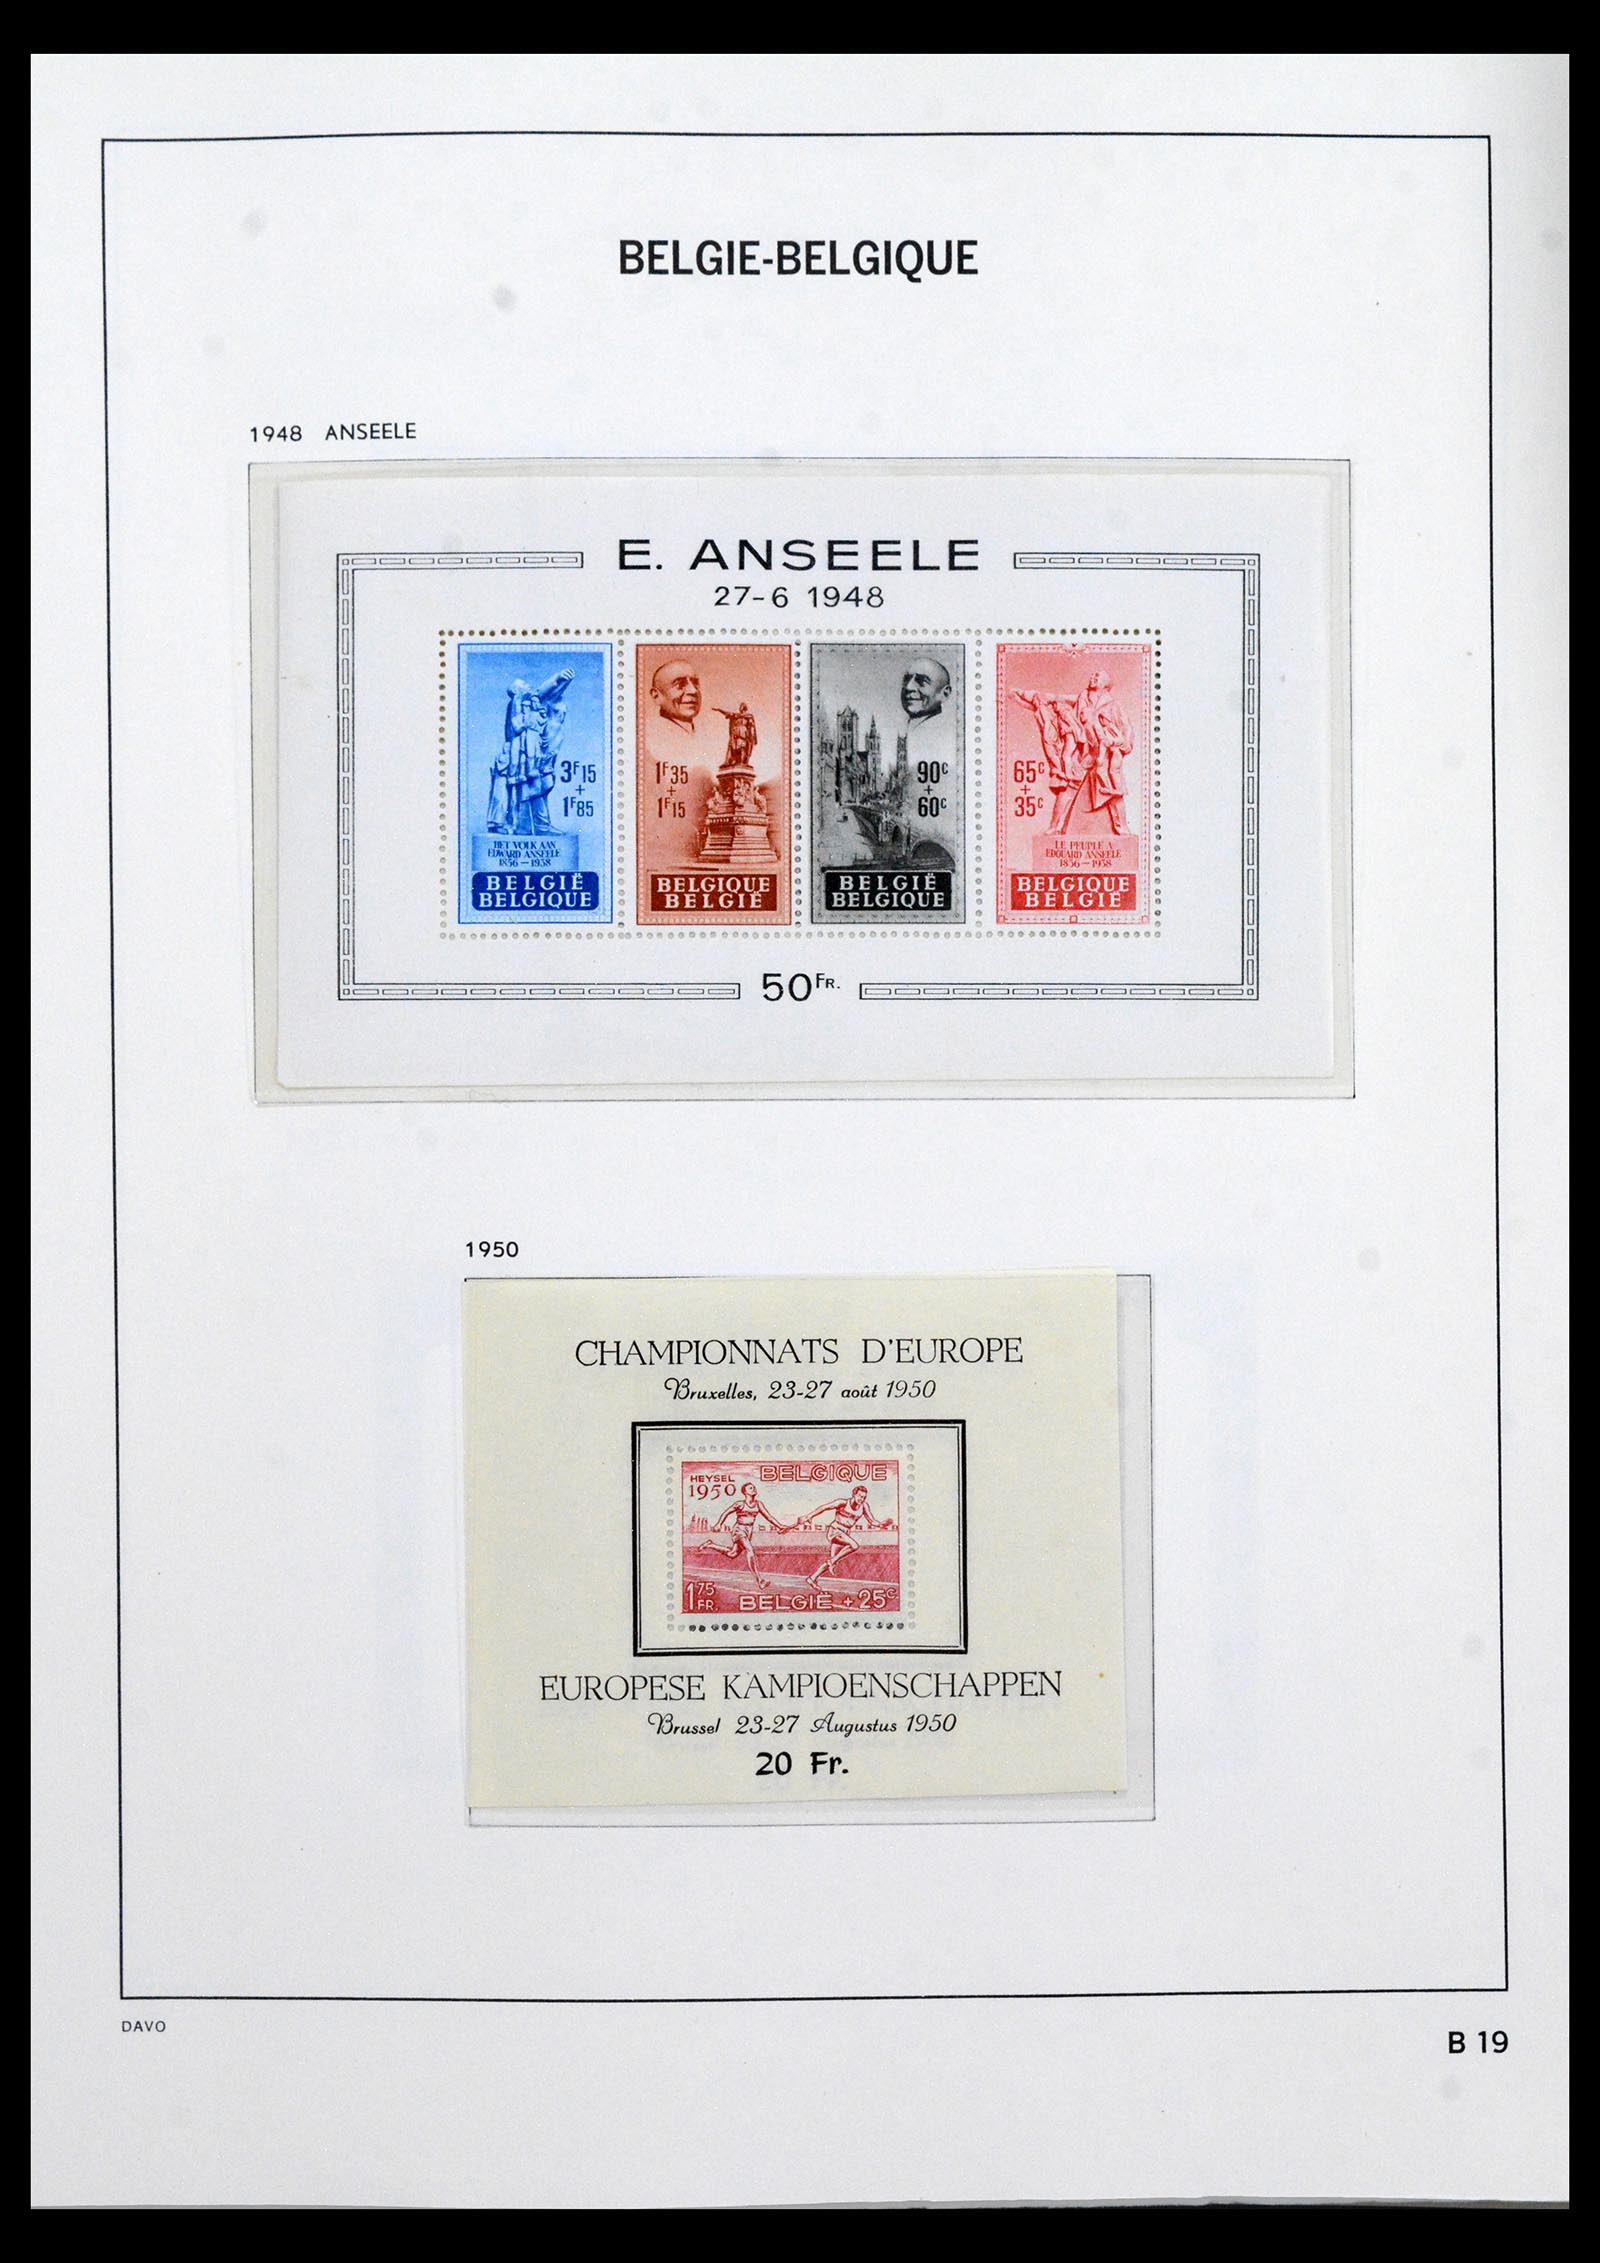 BELGIE-BELGIQUE
1948 ANSEELE
E. ANSEELE
27-6 1948
3F15
+
1F85
HET VOLK AAN
EDWARD ANSEELE
1856-1938
BELGIË
BELGIQUE
1F35
+
1F15
BELGIQUE
BELGIË
90C
+
60C
BELGIË
BELGIQUE
65C
+
35C
LE PEUPLE A
EDOUARD ANSEELE
1856-1938
BELGIQUE
BELGIË
50FR.
1950
CHAMPIONNATS D'EUROPE
Bruxelles, 23-27 août 1950
HEYSEL BELGIQUE
1950
1 75 FR. BELGIË + 25C
EUROPESE KAMPIOENSCHAPPEN
Brussel 23-27 Augustus 1950
20 Fr.
DAVO
B 19